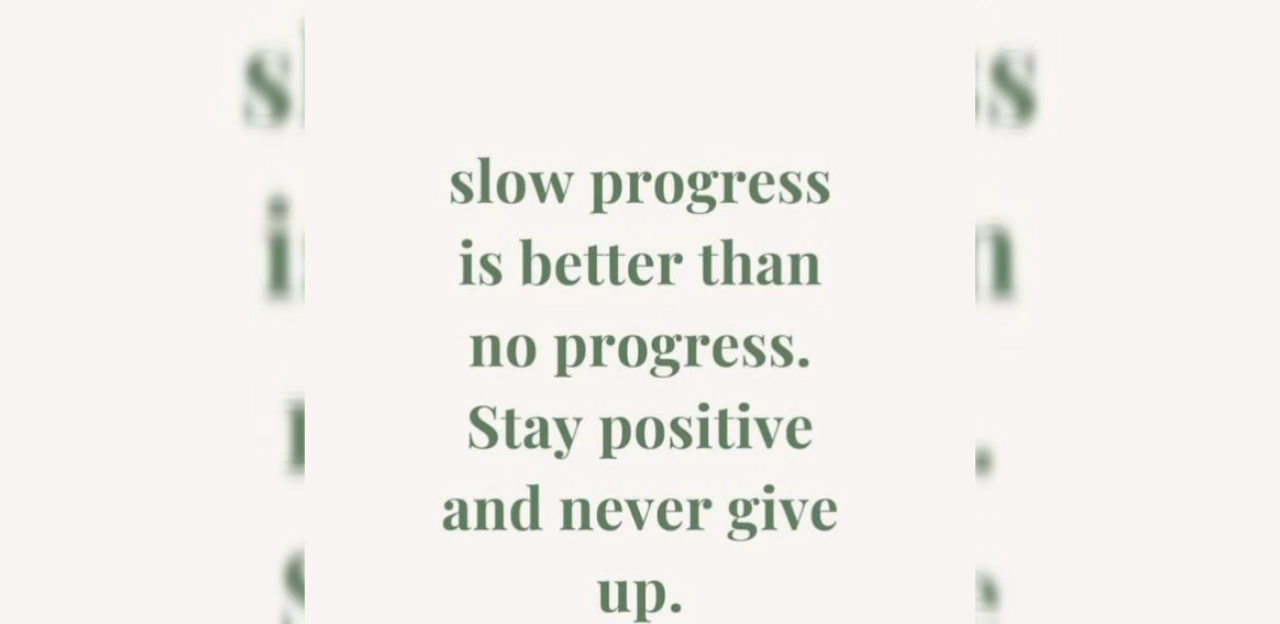 slow progress
is better than
no progress.
Stay positive
and never give
up.